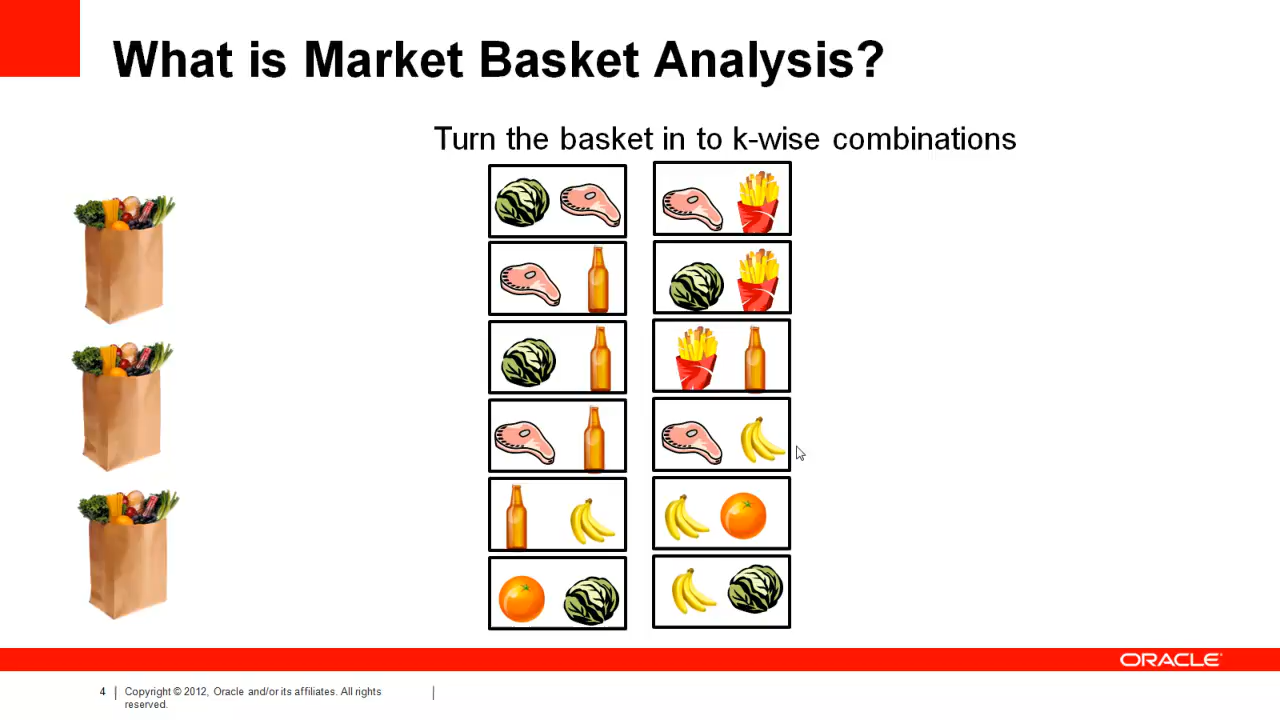 What is Market Basket Analysis?
Turn the basket in to k-wise combinations
ORACLE
4 | Copyright © 2012, Oracle and/or its affiliates. All rights
reserved.